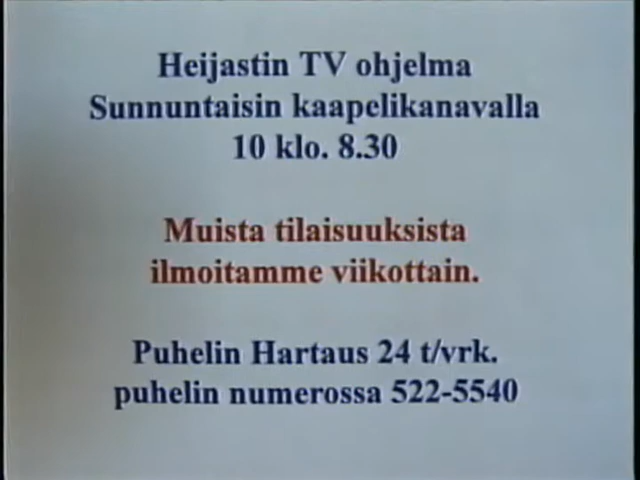 Heijastin TV ohjelma
Sunnuntaisin kaapelikanavalla
10 klo. 8.30
Muista tilaisuuksista
ilmoitamme viikottain.
Puhelin Hartaus 24 t/vrk.
puhelin numerossa 522-5540